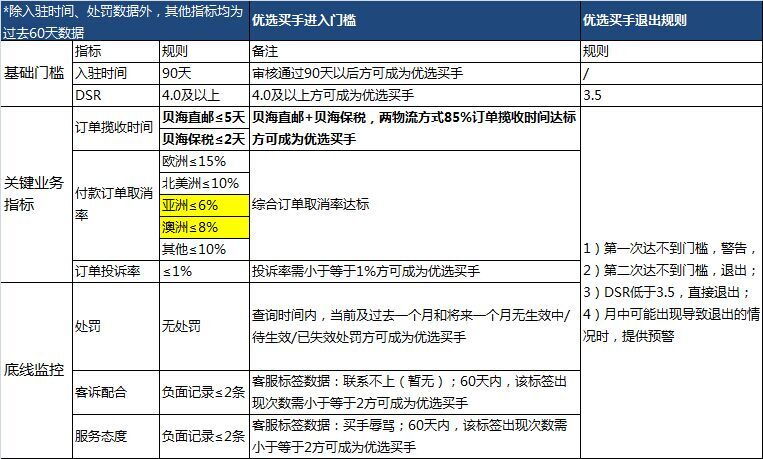 *除入驻时间、处罚数据外，其他指标均为
过去60天数据
优选买手进入门槛
优选买手退出规则
基础门槛
指标
规则
备注
规则
入驻时间
90天
审核通过90天以后方可成为优选买手
/
DSR
4.0及以上
4.0及以上方可成为优选买手
3.5
关键业务
指标
订单揽收时间
贝海直邮≤5天
贝海保税≤2天
贝海直邮+贝海保税，两物流方式85%订单揽收时间达标
方可成为优选买手
付款订单取消
率
欧洲≤15%
北美洲≤10%
亚洲≤6%
澳洲≤8%
其他≤10%
综合订单取消率达标
订单投诉率
≤1%
投诉率需小于等于1%方可成为优选买手
底线监控
处罚
无处罚
查询时间内，当前及过去一个月和将来一个月无生效中/
待生效/已失效处罚方可成为优选买手
客诉配合
负面记录≤2条
客服标签数据：联系不上（暂无）；60天内，该标签出
现次数需小于等于2方可成为优选买手
服务态度
负面记录≤2条
客服标签数据：买手辱骂；60天内，该标签出现次数需
小于等于2方可成为优选买手
1）第一次达不到门槛，警告，
2）第二次达不到门槛，退出；
3）DSR低于3.5，直接退出；
4）月中可能出现导致退出的情
况时，提供预警